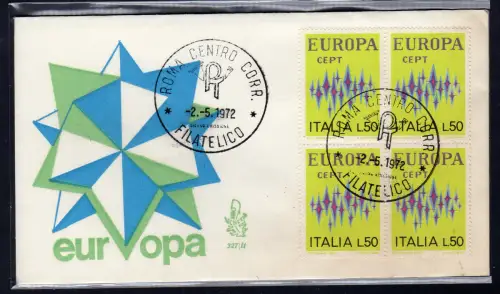 ROMA CENTRO CORR.
-2.-5.1972
FILATELICO
europa
EUROPA
CEPT
ITALIA L50
EUROPA
CEPT
ITALIA L50
ROMA CENTRO CORR.
-2.-5.1972
FILATELICO
EUROPA
CEPT
ITALIA L50
EUROPA
CEPT
ITALIA L50